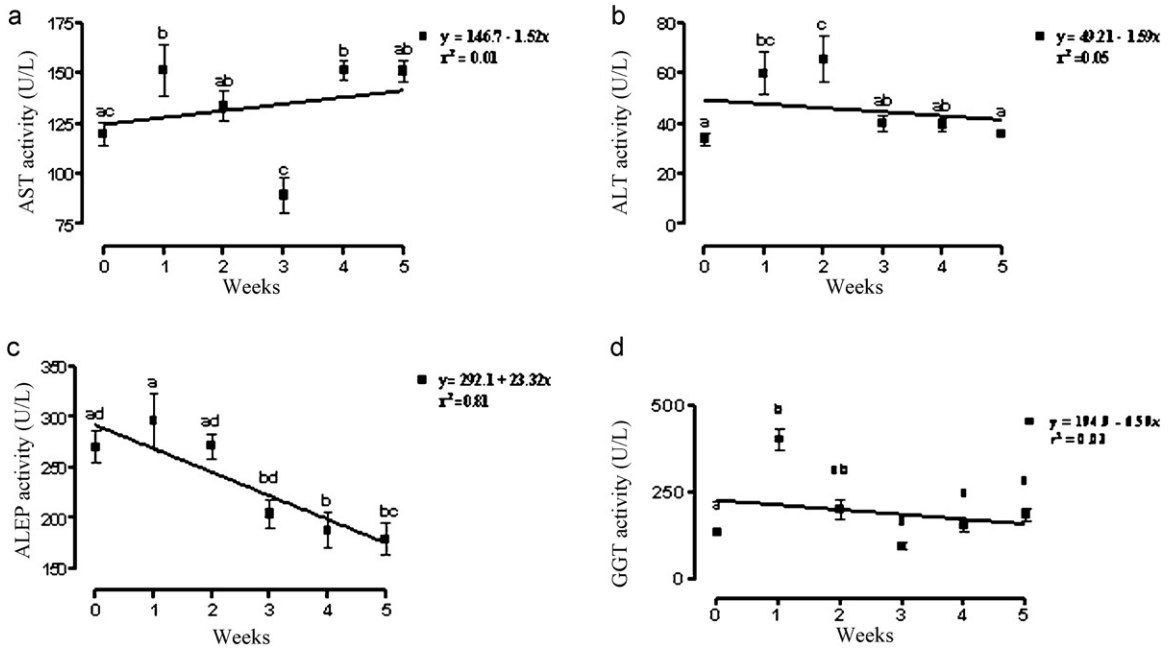 a
175
150
125
100
75
AST activity (U/L)
ac
b
ab
c
b
ab
0 1 2 3 4 5
Weeks
y = 146.7 - 1.52x
r² = 0.01
b
80
60
40
20
0
ALT activity (U/L)
a
bc
c
ab
ab
a
0 1 2 3 4 5
Weeks
y = 49.21 - 1.59x
r² =0.05
c
350
300
250
200
150
ALEP activity (U/L)
ad
a
ad
bd
b
bc
0 1 2 3 4 5
Weeks
y= 292.1 + 23.32x
r²=0.81
d
500
250
0
GGT activity (U/L)
a
b
b
0 1 2 3 4 5
Weeks